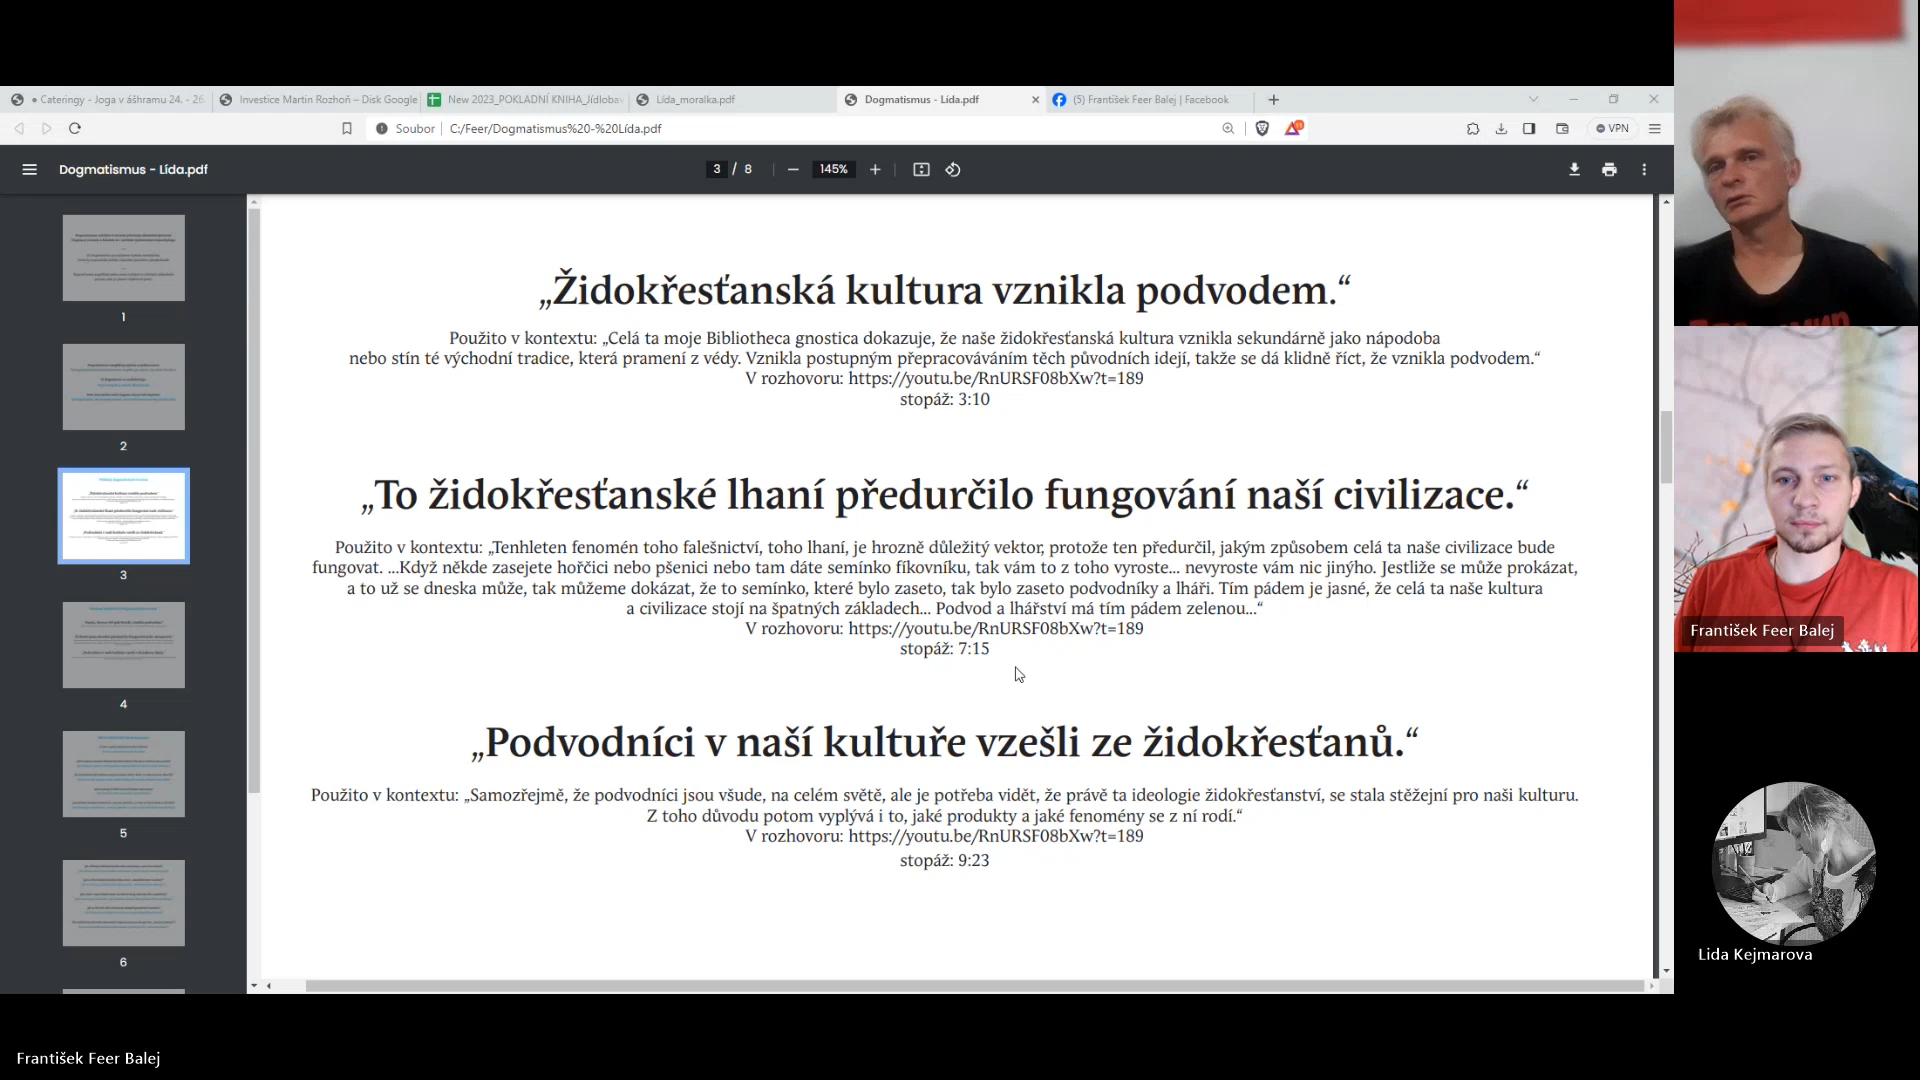 ● Cateringy - Joga v ášhramu 24. - 26.
Investice Martin Rozhoň – Disk Google
New 2023_POKLADNÍ KNIHA_Jídlobav
Lída_moralka.pdf
Dogmatismus - Lída.pdf
(5) František Feer Balej | Facebook
Soubor
C:/Feer/Dogmatismus%20-%20Lída.pdf
VPN
Dogmatismus - Lída.pdf
3 / 8
145%
1
2
3
4
5
6
„Židokřesťanská kultura vznikla podvodem.“
Použito v kontextu: „Celá ta moje Bibliotheca gnostica dokazuje, že naše židokřesťanská kultura vznikla sekundárně jako nápodoba
nebo stín té východní tradice, která pramení z védy. Vznikla postupným přepracováváním těch původních idejí, takže se dá klidně říct, že vznikla podvodem.“
V rozhovoru: https://youtu.be/RnURSF08bXw?t=189
stopáž: 3:10
„To židokřesťanské lhaní předurčilo fungování naší civilizace.“
Použito v kontextu: „Tenhleten fenomén toho falešnictví, toho lhaní, je hrozně důležitý vektor, protože ten předurčil, jakým způsobem celá ta naše civilizace bude
fungovat. ...Když někde zasejete hořčici nebo pšenici nebo tam dáte semínko fíkovníku, tak vám to z toho vyroste... nevyroste vám nic jinýho. Jestliže se může prokázat,
a to už se dneska může, tak můžeme dokázat, že to semínko, které bylo zaseto, tak bylo zaseto podvodníky a lháři. Tím pádem je jasné, že celá ta naše kultura
a civilizace stojí na špatných základech... Podvod a lhářství má tím pádem zelenou...“
V rozhovoru: https://youtu.be/RnURSF08bXw?t=189
stopáž: 7:15
„Podvodníci v naší kultuře vzešli ze židokřesťanů.“
Použito v kontextu: „Samozřejmě, že podvodníci jsou všude, na celém světě, ale je potřeba vidět, že právě ta ideologie židokřesťanství, se stala stěžejní pro naši kulturu.
Z toho důvodu potom vyplývá i to, jaké produkty a jaké fenomény se z ní rodí.“
V rozhovoru: https://youtu.be/RnURSF08bXw?t=189
stopáž: 9:23
František Feer Balej
Lida Kejmarova
František Feer Balej